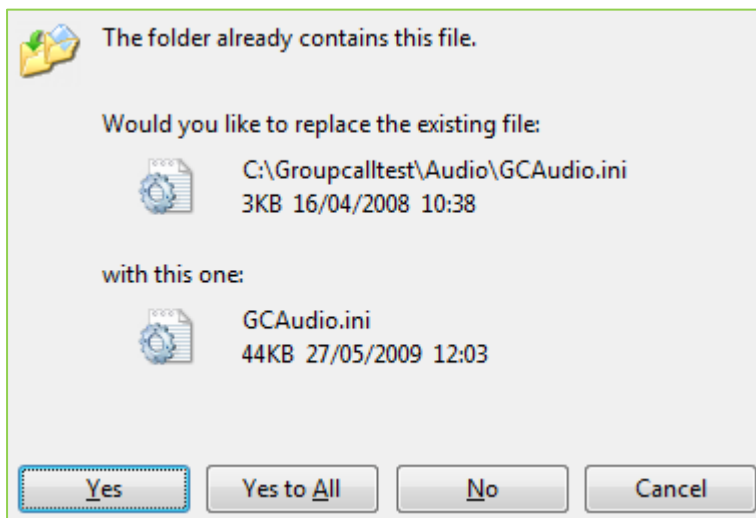 The folder already contains this file.
Would you like to replace the existing file:
C:\Groupcalltest\Audio\GCAudio.ini
3KB 16/04/2008 10:38
with this one:
GCAudio.ini
44KB 27/05/2009 12:03
Yes Yes to All No Cancel